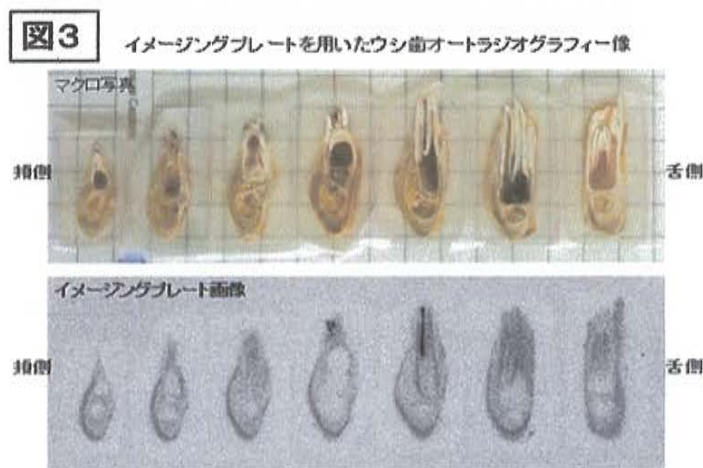 図3
イメージングプレートを用いたウシ歯オートラジオグラフィー像
マクロ写真
頬側
舌側
イメージングプレート画像
頬側
舌側